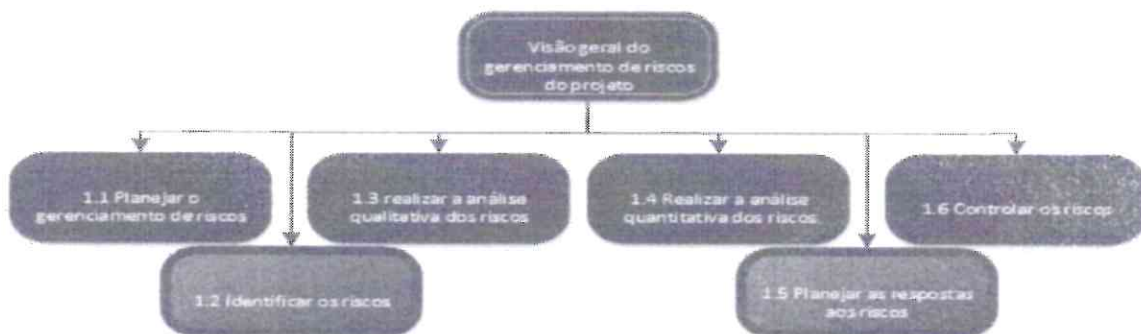 Visão geral do
gerenciamento de riscos
do projeto
1.1 Planejar o
gerenciamento de riscos
1.3 realizar a análise
qualitativa dos riscos
1.4 Realizar a análise
quantitativa dos riscos
1.6 Controlar os riscos
1.2 Identificar os riscos
1.5 Planejar as respostas
aos riscos